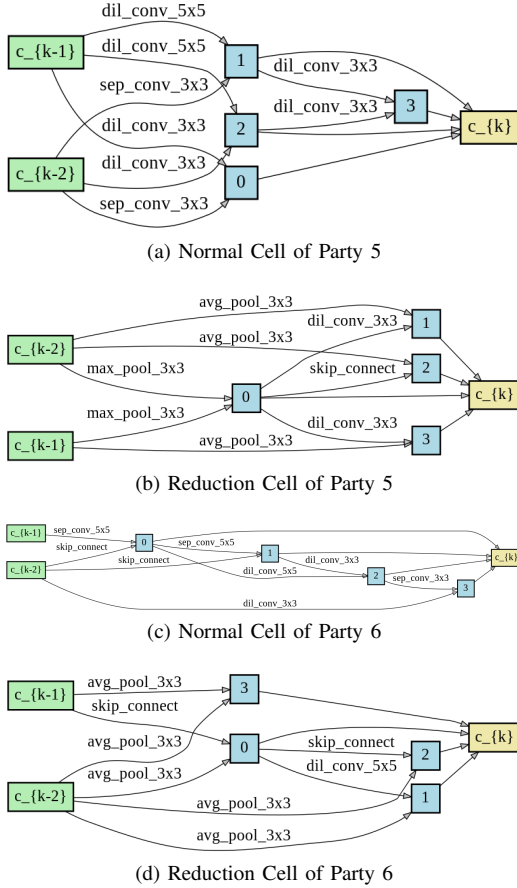 dil_conv_5x5
c_{k-1}
dil_conv_5x5
1
dil_conv_3x3
sep_conv_3x3
dil_conv_3x3
3
dil_conv_3x3
2
c_{k}
dil_conv_3x3
c_{k-2}
0
sep_conv_3x3
(a) Normal Cell of Party 5
avg_pool_3x3
dil_conv_3x3
1
c_{k-2}
avg_pool_3x3
max_pool_3x3
skip_connect
2
0
c_{k}
max_pool_3x3
c_{k-1}
dil_conv_3x3
avg_pool_3x3
3
(b) Reduction Cell of Party 5
c_{k-1}
sep_conv_5x5
skip_connect
0
sep_conv_5x5
1
c_{k-2}
skip_connect
dil_conv_3x3
c_{k}
dil_conv_5x5
2
sep_conv_3x3
3
dil_conv_3x3
(c) Normal Cell of Party 6
avg_pool_3x3
c_{k-1}
3
skip_connect
avg_pool_3x3
0
skip_connect
c_{k}
avg_pool_3x3
dil_conv_5x5
2
c_{k-2}
avg_pool_3x3
1
avg_pool_3x3
(d) Reduction Cell of Party 6